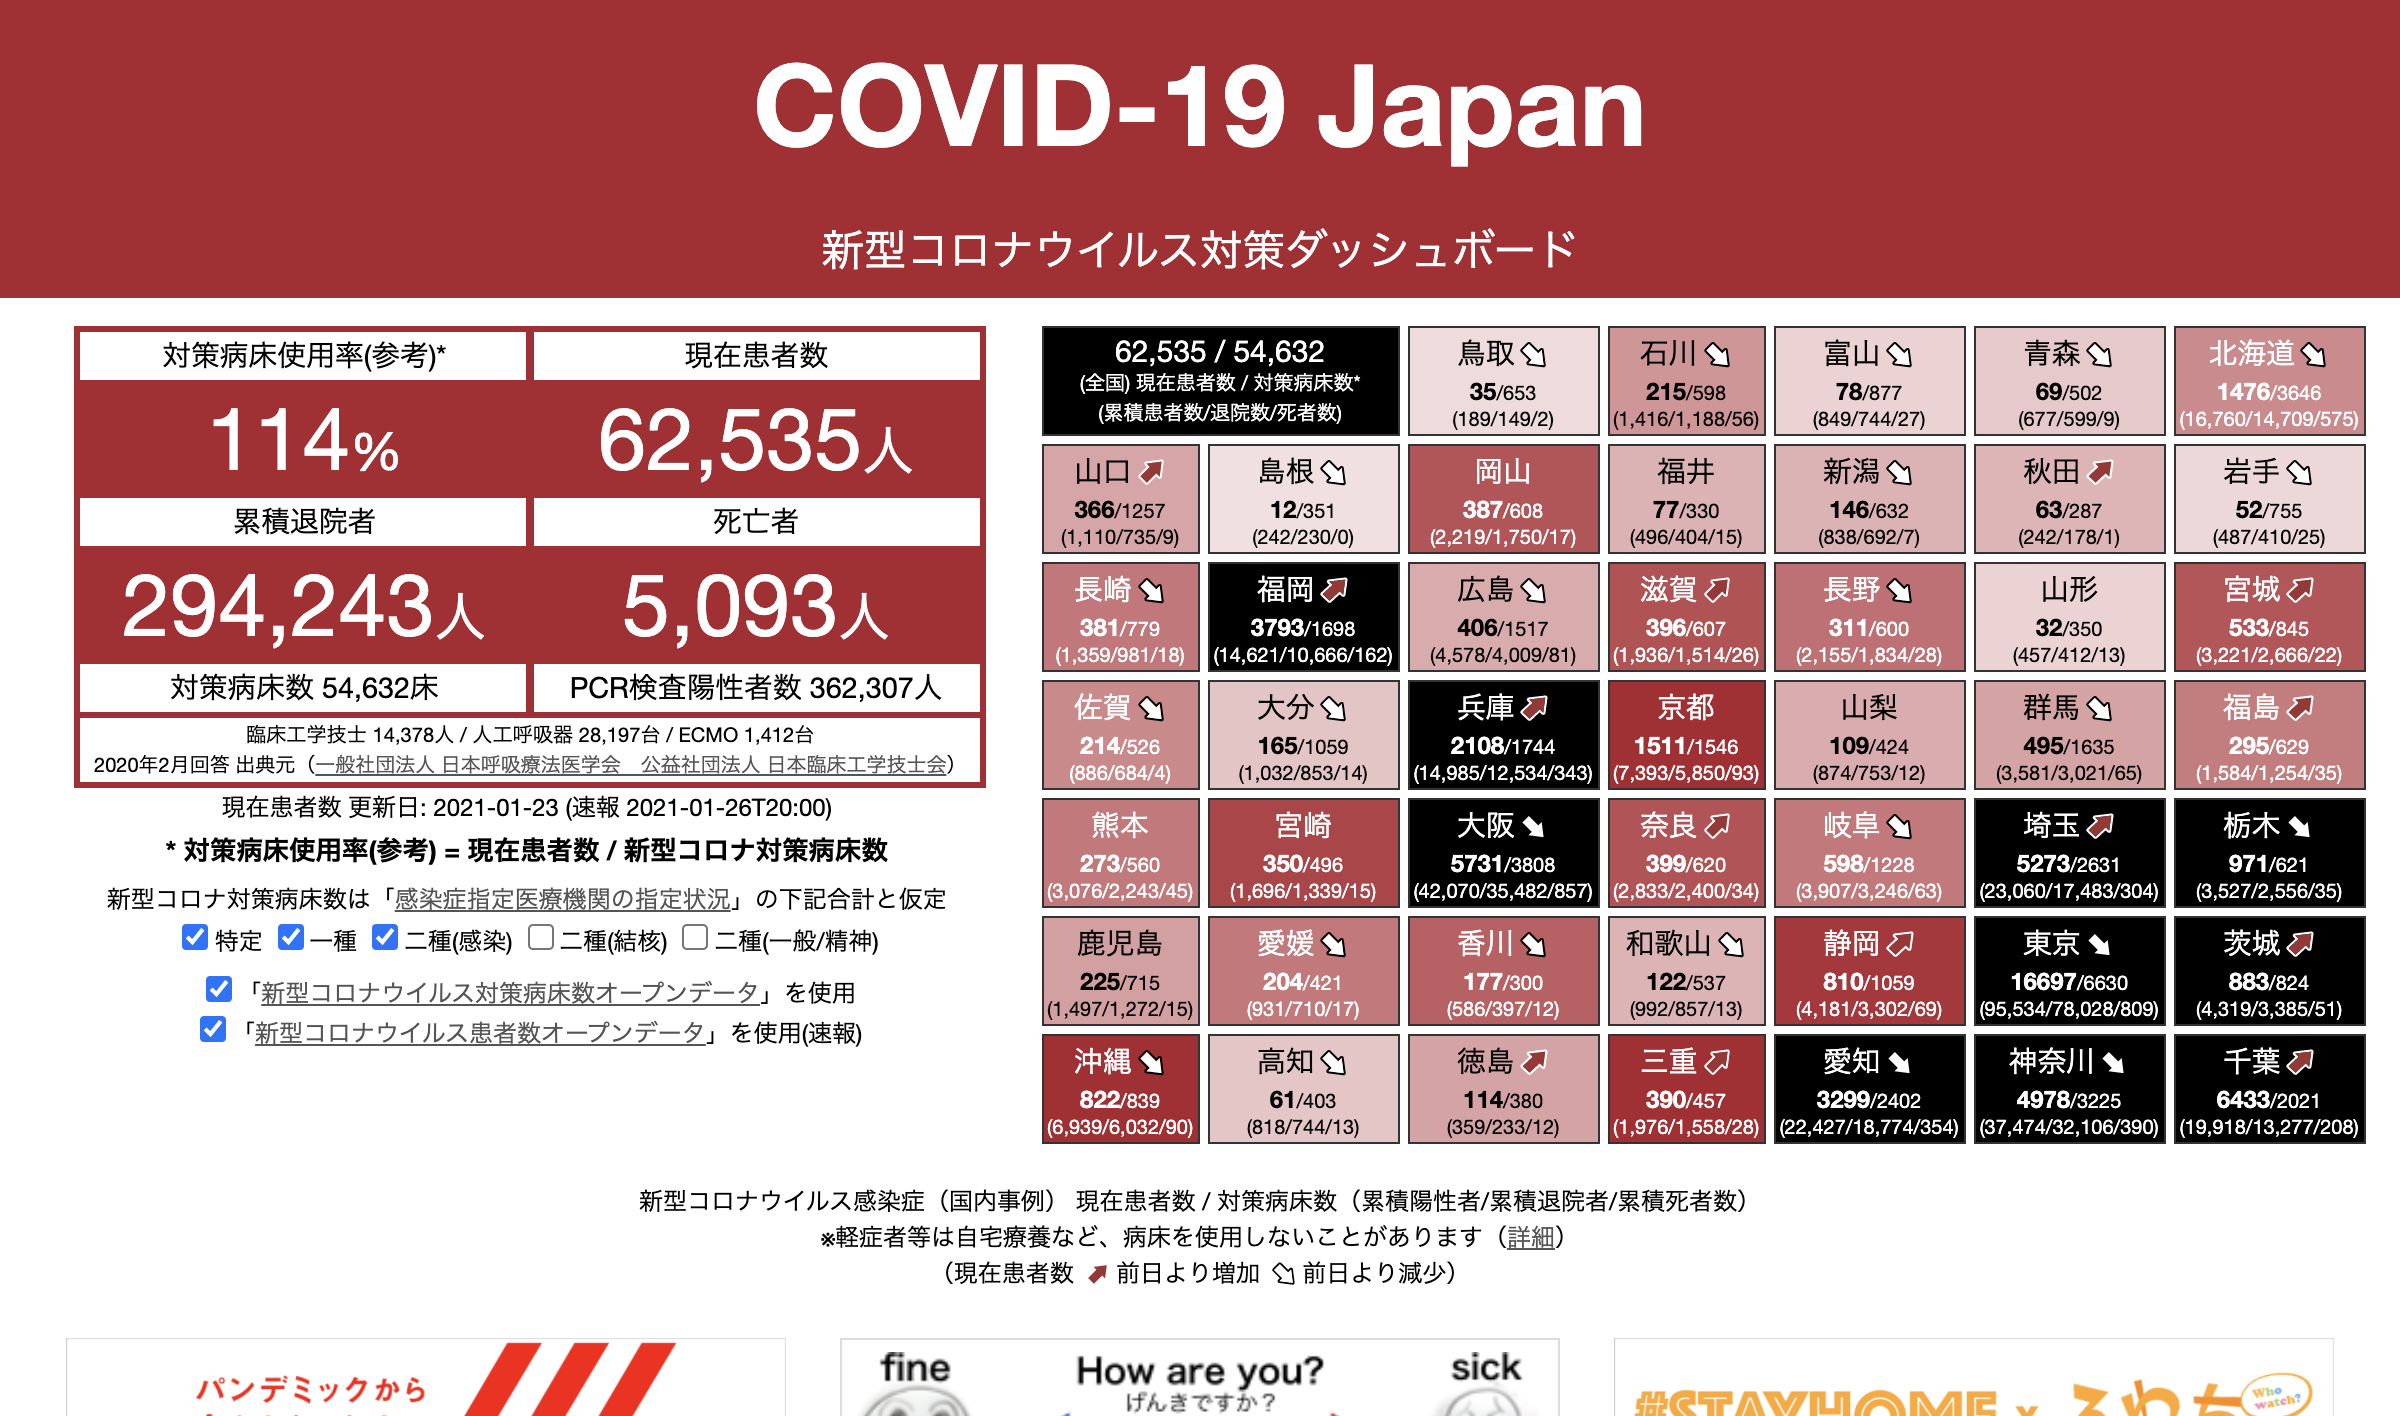 COVID-19 Japan
新型コロナウイルス対策ダッシュボード
対策病床使用率(参考)*
現在患者数
114%
62,535人
累積退院者
死亡者
294,243人
5,093人
対策病床数 54,632床
PCR検査陽性者数 362,307人
臨床工学技士 14,378人 / 人工呼吸器 28,197台 / ECMO 1,412台
2020年2月回答 出典元（一般社団法人 日本呼吸療法医学会　公益社団法人 日本臨床工学技士会）
現在患者数 更新日: 2021-01-23 (速報 2021-01-26T20:00)
* 対策病床使用率(参考) = 現在患者数 / 新型コロナ対策病床数
新型コロナ対策病床数は「感染症指定医療機関の指定状況」の下記合計と仮定
特定 一種 二種(感染) 二種(結核) 二種(一般/精神)
「新型コロナウイルス対策病床数オープンデータ」を使用
「新型コロナウイルス患者数オープンデータ」を使用(速報)
62,535 / 54,632
(全国) 現在患者数 / 対策病床数*
(累積患者数/退院数/死者数)
鳥取
35/653
(189/149/2)
石川
215/598
(1,416/1,188/56)
富山
78/877
(849/744/27)
青森
69/502
(677/599/9)
北海道
1476/3646
(16,760/14,709/575)
山口
366/1257
(1,110/735/9)
島根
12/351
(242/230/0)
岡山
387/608
(2,219/1,750/17)
福井
77/330
(496/404/15)
新潟
146/632
(838/692/7)
秋田
63/287
(242/178/1)
岩手
52/755
(487/410/25)
長崎
381/779
(1,359/981/18)
福岡
3793/1698
(14,621/10,666/162)
広島
406/1517
(4,578/4,009/81)
滋賀
396/607
(1,936/1,514/26)
長野
311/600
(2,155/1,834/28)
山形
32/350
(457/412/13)
宮城
533/845
(3,221/2,666/22)
佐賀
214/526
(886/684/4)
大分
165/1059
(1,032/853/14)
兵庫
2108/1744
(14,985/12,534/343)
京都
1511/1546
(7,393/5,850/93)
山梨
109/424
(874/753/12)
群馬
495/1635
(3,581/3,021/65)
福島
295/629
(1,584/1,254/35)
熊本
273/560
(3,076/2,243/45)
宮崎
350/496
(1,696/1,339/15)
大阪
5731/3808
(42,070/35,482/857)
奈良
399/620
(2,833/2,400/34)
岐阜
598/1228
(3,907/3,246/63)
埼玉
5273/2631
(23,060/17,483/304)
栃木
971/621
(3,527/2,556/35)
鹿児島
225/715
(1,497/1,272/15)
愛媛
204/421
(931/710/17)
香川
177/300
(586/397/12)
和歌山
122/537
(992/857/13)
静岡
810/1059
(4,181/3,302/69)
東京
16697/6630
(95,534/78,028/809)
茨城
883/824
(4,319/3,385/51)
沖縄
822/839
(6,939/6,032/90)
高知
61/403
(818/744/13)
徳島
114/380
(359/233/12)
三重
390/457
(1,976/1,558/28)
愛知
3299/2402
(22,427/18,774/354)
神奈川
4978/3225
(37,474/32,106/390)
千葉
6433/2021
(19,918/13,277/208)
新型コロナウイルス感染症（国内事例） 現在患者数 / 対策病床数（累積陽性者/累積退院者/累積死者数）
※軽症者等は自宅療養など、病床を使用しないことがあります（詳細）
（現在患者数 前日より増加 前日より減少）
パンデミックから
fine
How are you?
sick
げんきですか？
#STAYHOME x
Who watch?